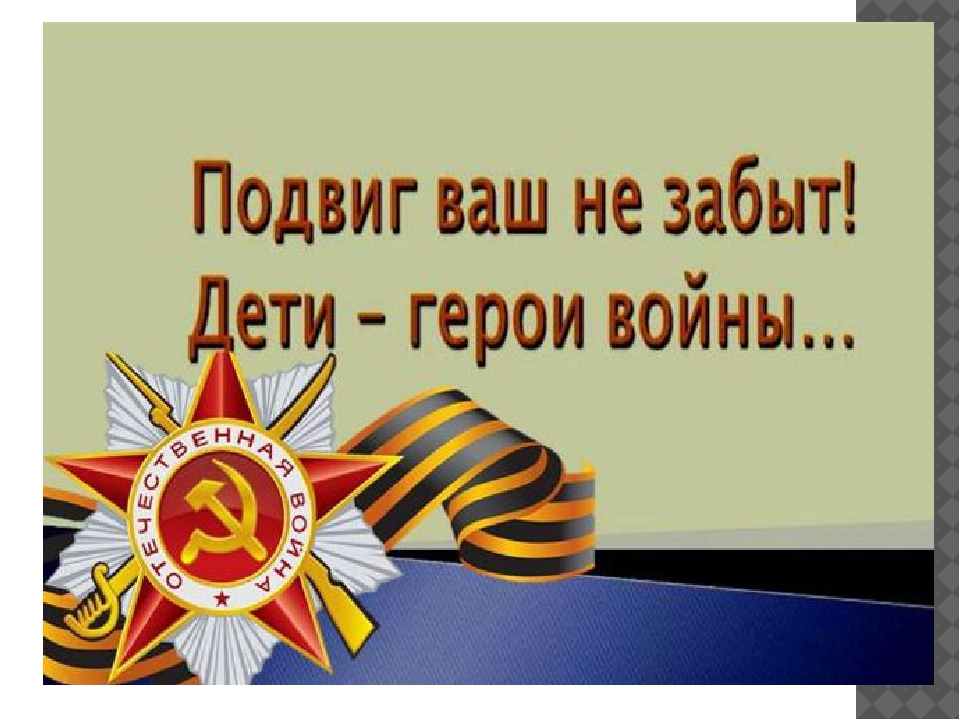 Подвиг ваш не забыт!
Дети – герои войны...
ОТЕЧЕСТВЕННАЯ ВОЙНА